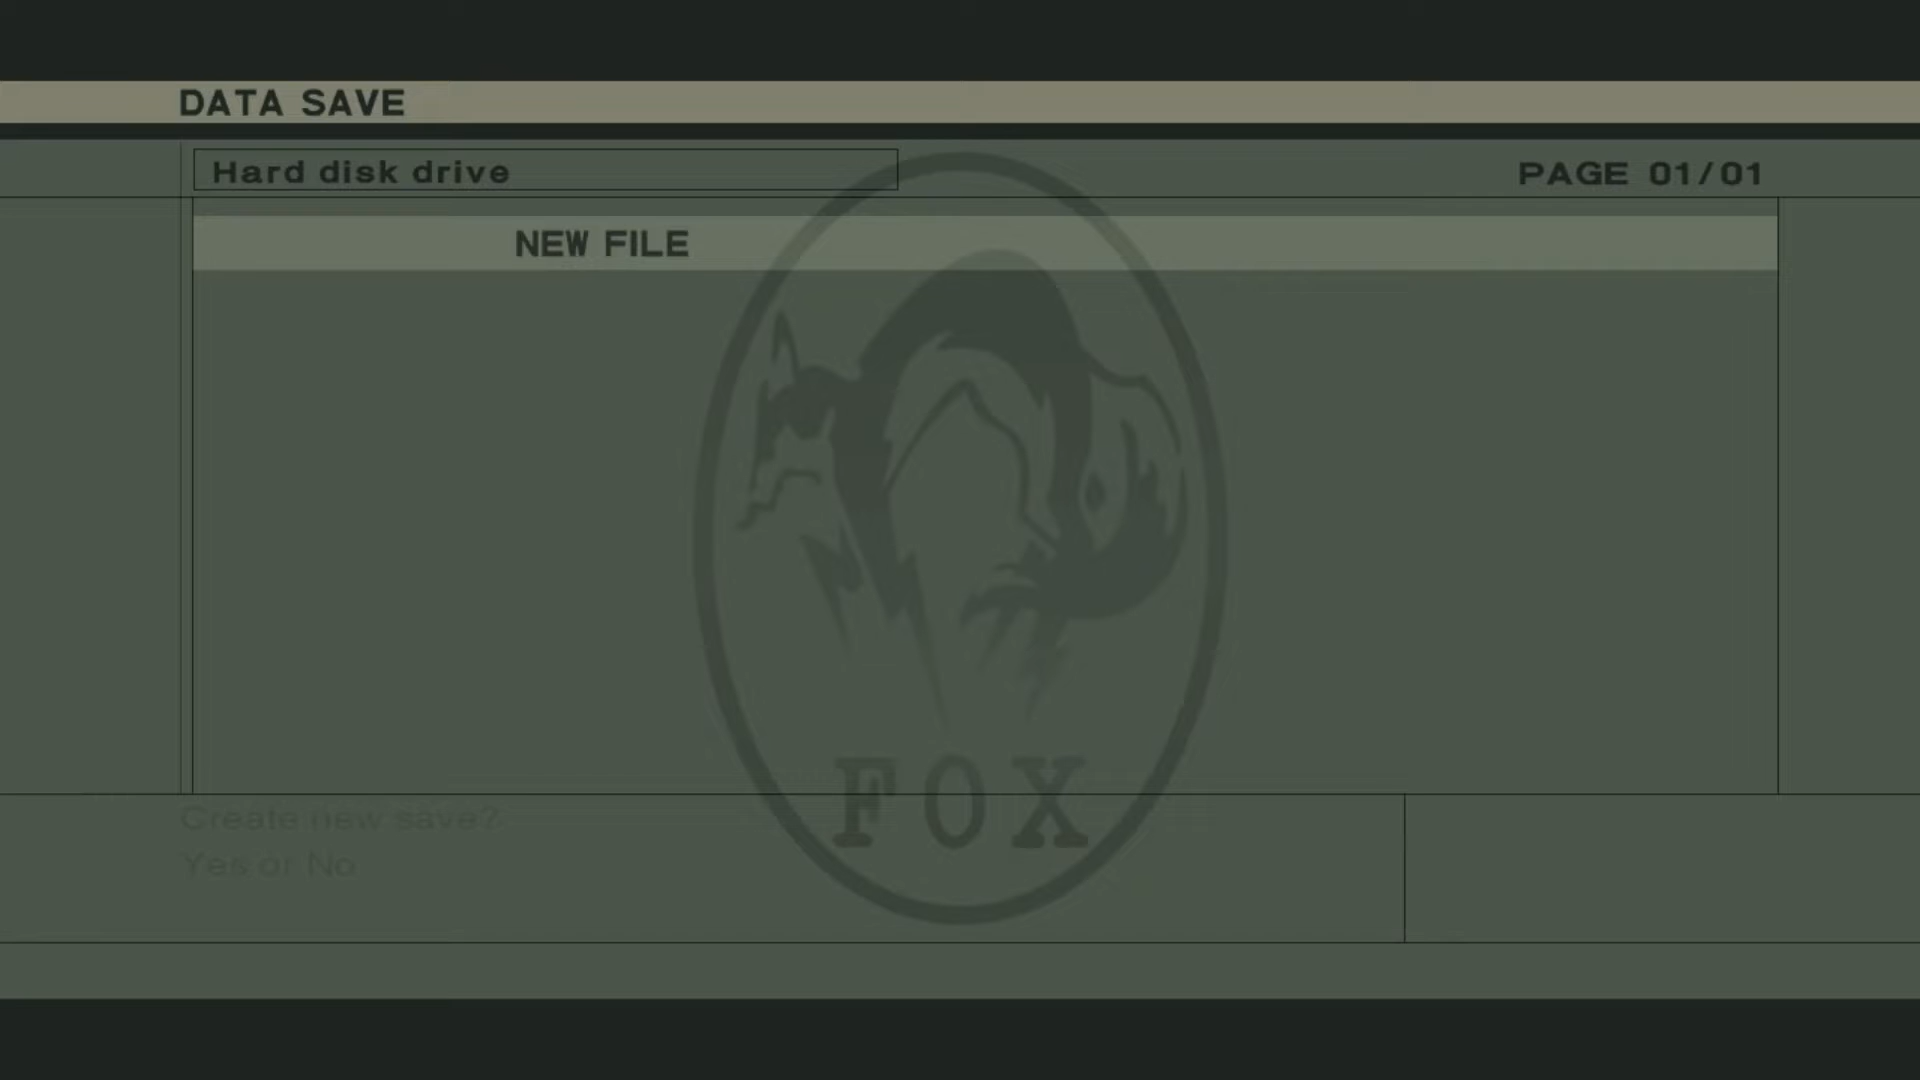 DATA SAVE
Hard disk drive
PAGE 01/01
NEW FILE
FOX
Create new save?
Yes or No